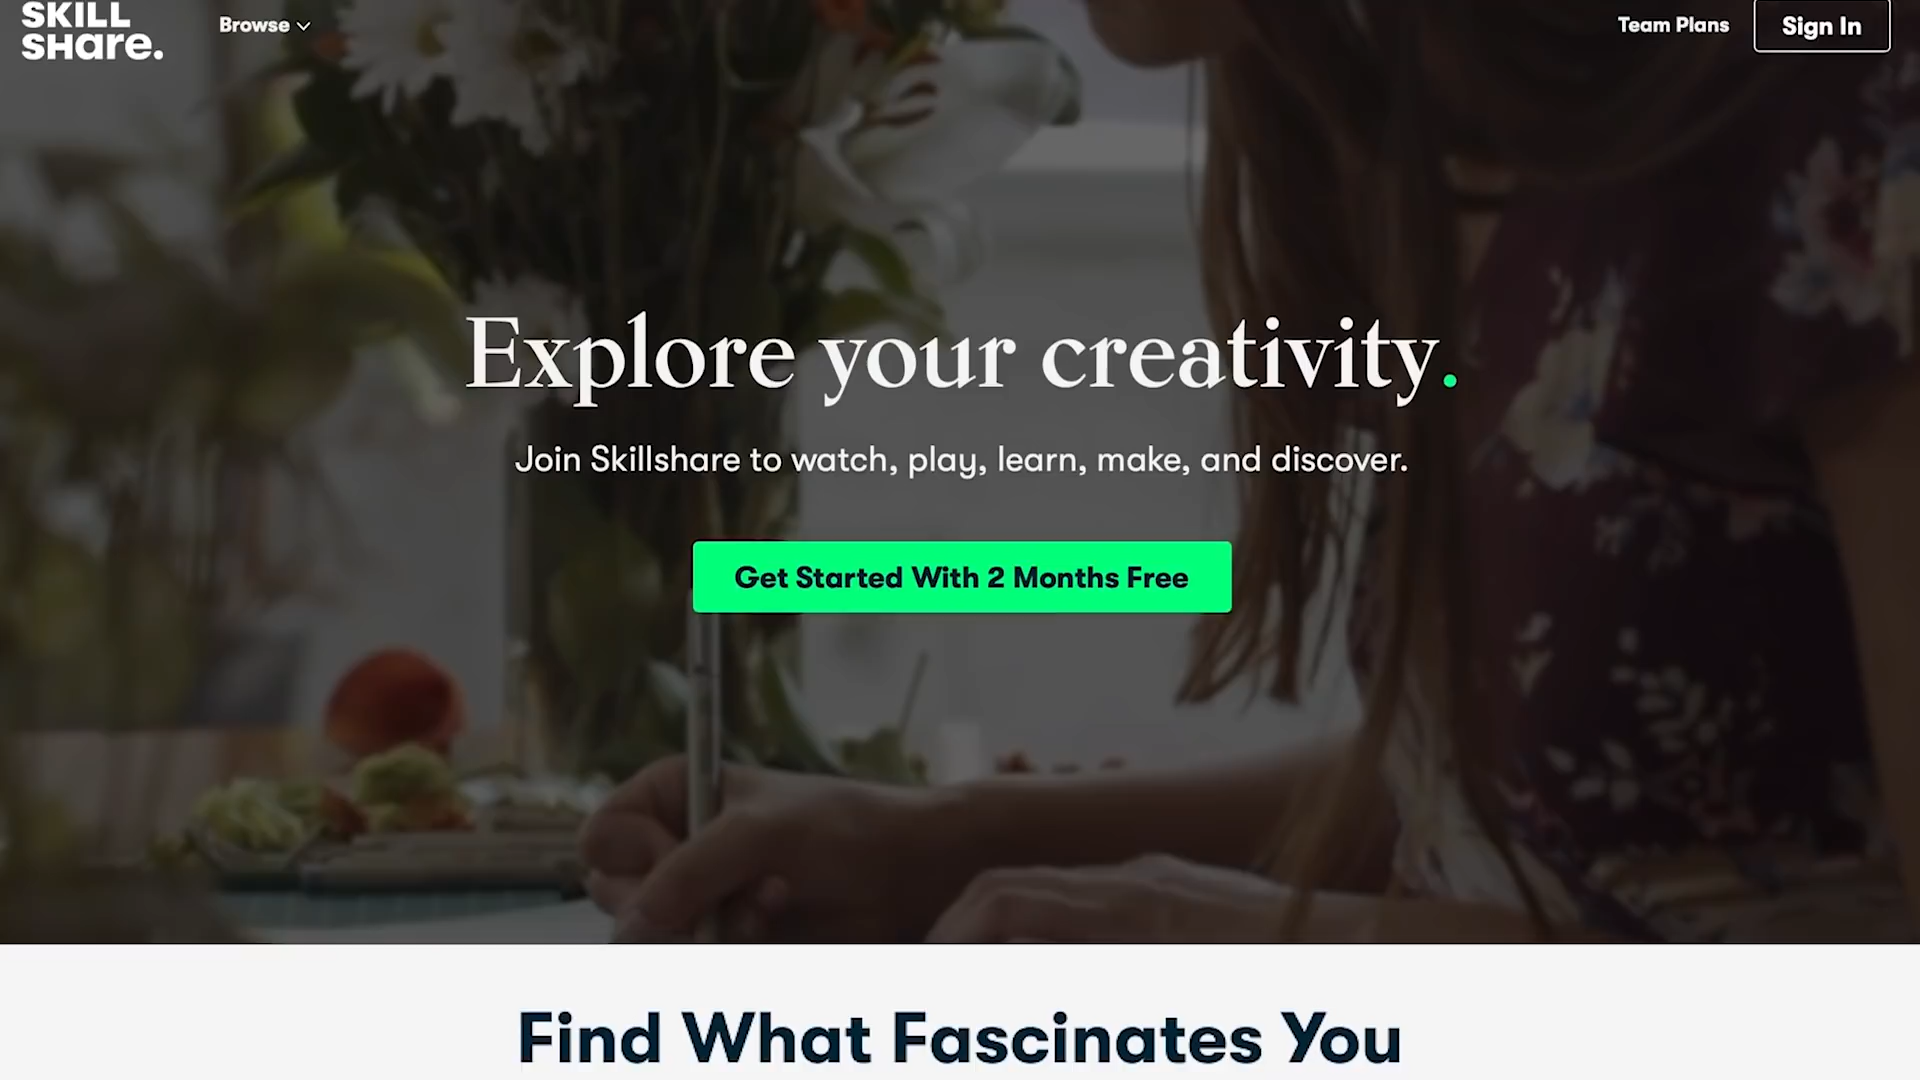 SKILL
SHare.
Browse
Team Plans
Sign In
Explore your creativity.
Join Skillshare to watch, play, learn, make, and discover.
Get Started With 2 Months Free
Find What Fascinates You